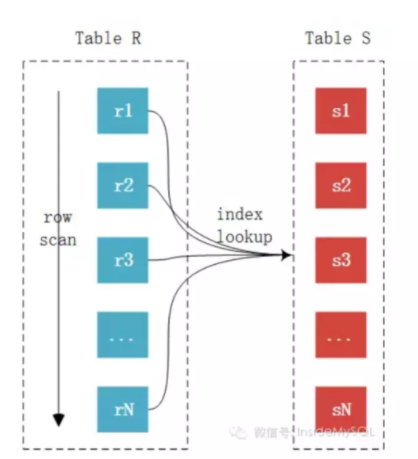 Table R
Table S
r1
s1
r2
s2
row
scan
index
lookup
r3
s3
...
...
rN
sN
微信号: InsideMySQL